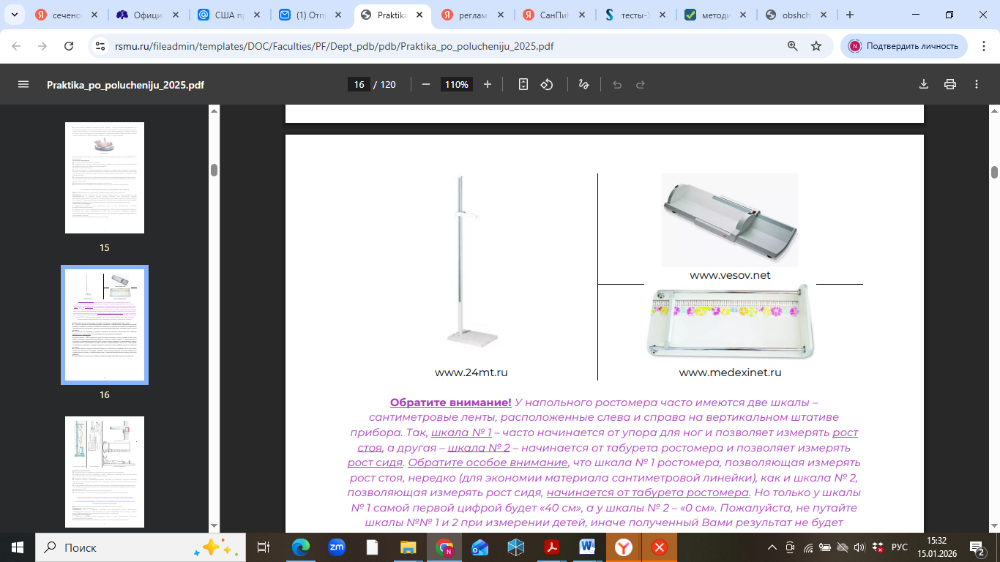 сечено
Официа
США пр
(1) Отпр
Praktika
реглам
СанПиН
тесты-У
методи
obshch
rsmu.ru/fileadmin/templates/DOC/Faculties/PF/Dept_pdb/pdb/Praktika_po_polucheniju_2025.pdf
Подтвердить личность
Praktika_po_polucheniju_2025.pdf
16 / 120
110%
15
16
www.vesov.net
www.24mt.ru
www.medexinet.ru
Обратите внимание! У напольного ростомера часто имеются две шкалы –
сантиметровые ленты, расположенные слева и справа на вертикальном штативе
прибора. Так, шкала № 1 – часто начинается от упора для ног и позволяет измерять рост
стоя, а другая – шкала № 2 – начинается от табурета ростомера и позволяет измерять
рост сидя. Обратите особое внимание, что шкала № 1 ростомера, позволяющая измерять
рост стоя, нередко (для экономии материала сантиметровой линейки), как и шкала № 2,
позволяющая измерять рост сидя, начинается от табурета ростомера. Но только у шкалы
№ 1 самой первой цифрой будет «40 см», а у шкалы № 2 – «0 см». Пожалуйста, не путайте
шкалы №№ 1 и 2 при измерении детей, иначе полученный Вами результат не будет
Поиск
zm
РУС
15:32
15.01.2026
2